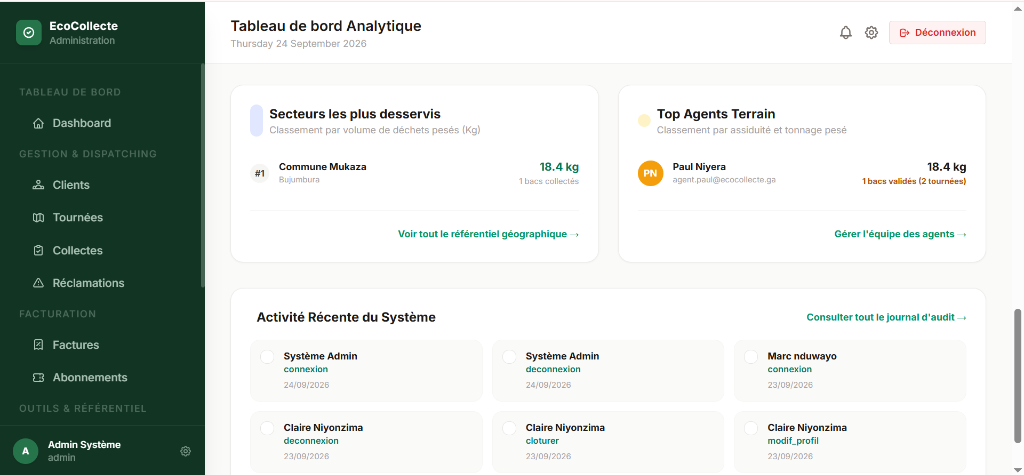 EcoCollecte
Administration
TABLEAU DE BORD
Dashboard
GESTION & DISPATCHING
Clients
Tournées
Collectes
Réclamations
FACTURATION
Factures
Abonnements
OUTILS & RÉFÉRENTIEL
A
Admin Système
admin
Tableau de bord Analytique
Thursday 24 September 2026
Déconnexion
Secteurs les plus desservis
Classement par volume de déchets pesés (Kg)
#1
Commune Mukaza
Bujumbura
18.4 kg
1 bacs collectés
Voir tout le référentiel géographique →
Top Agents Terrain
Classement par assiduité et tonnage pesé
PN
Paul Niyera
agent.paul@ecocollecte.ga
18.4 kg
1 bacs validés (2 tournées)
Gérer l'équipe des agents →
Activité Récente du Système
Consulter tout le journal d'audit →
Système Admin
connexion
24/09/2026
Système Admin
deconnexion
24/09/2026
Marc nduwayo
connexion
23/09/2026
Claire Niyonzima
deconnexion
23/09/2026
Claire Niyonzima
cloturer
23/09/2026
Claire Niyonzima
modif_profil
23/09/2026